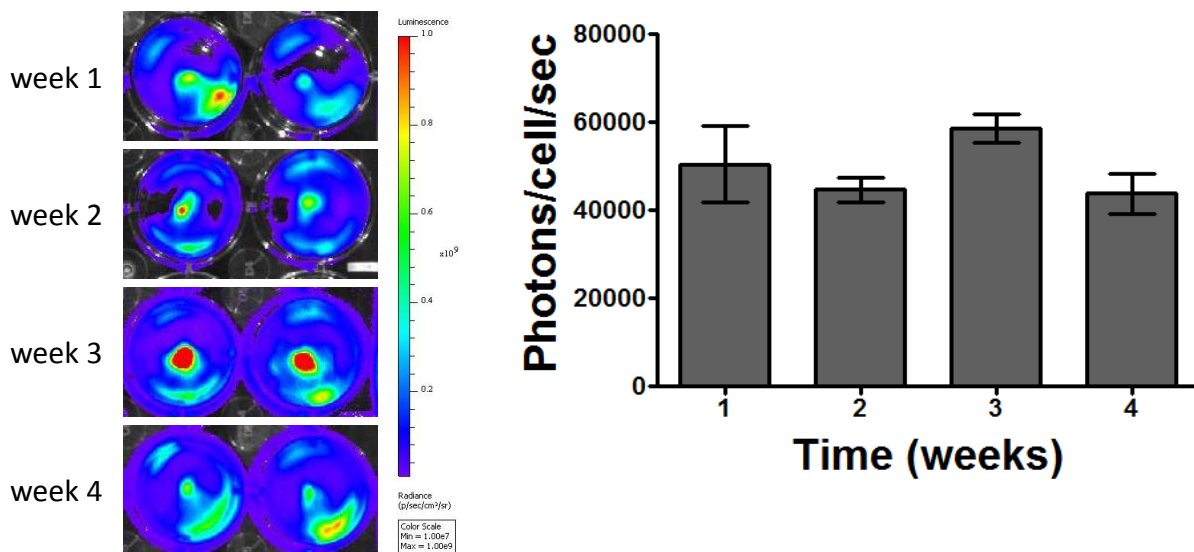 week 1
week 2
week 3
week 4
Luminescence
1.0
0.8
0.6
x10⁹
0.4
0.2
Radiance
(p/sec/cm²/sr)
Color Scale
Min = 1.00e7
Max = 1.00e9
Photons/cell/sec
80000
60000
40000
20000
0
1 2 3 4
Time (weeks)